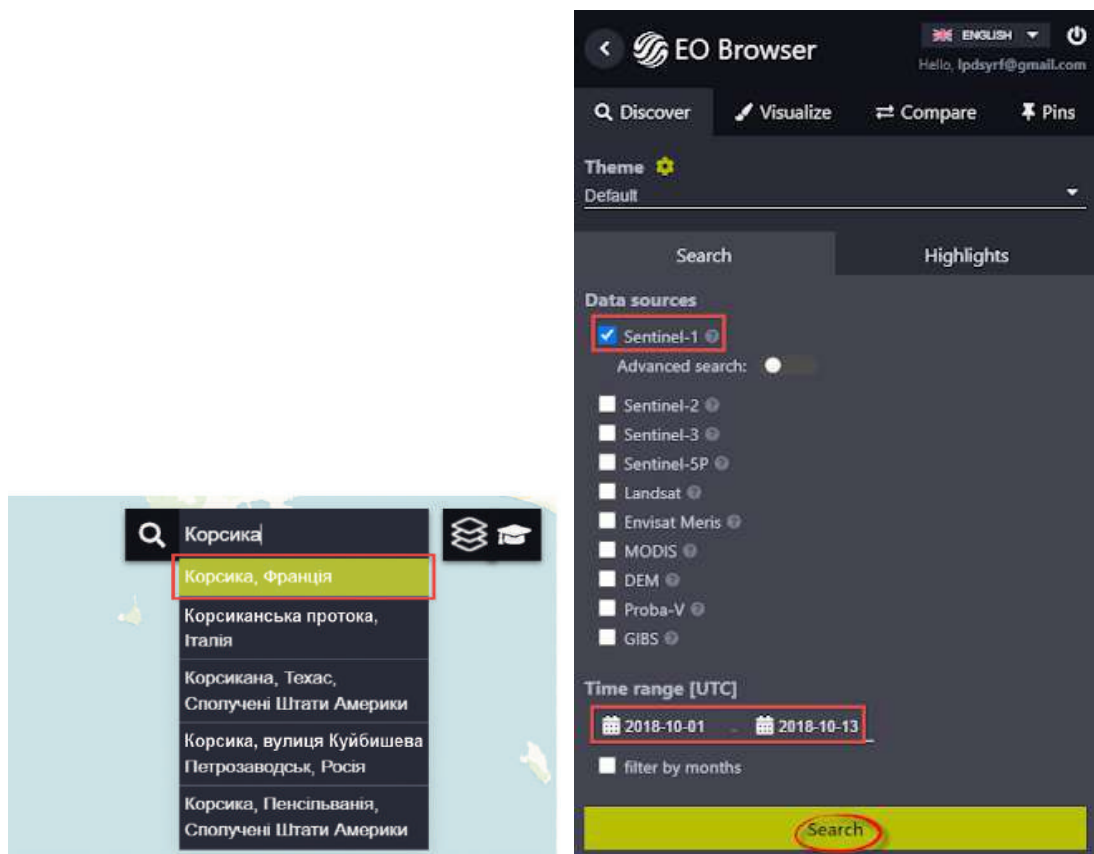 Корсика
Корсика, Франція
Корсиканська протока,
Італія
Корсикана, Техас,
Сполучені Штати Америки
Корсика, вулиця Куйбишева
Петрозаводськ, Росія
Корсика, Пенсільванія,
Сполучені Штати Америки
EO Browser
ENGLISH
Hello, lpdsyrf@gmail.com
Discover Visualize Compare Pins
Theme
Default
Search Highlights
Data sources
Sentinel-1
Advanced search:
Sentinel-2
Sentinel-3
Sentinel-5P
Landsat
Envisat Meris
MODIS
DEM
Proba-V
GIBS
Time range [UTC]
2018-10-01 - 2018-10-13
filter by months
Search